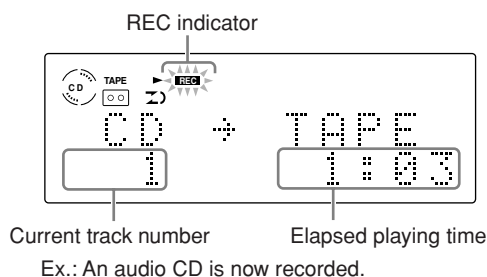 REC indicator
CD TAPE REC
CD → TAPE
1 1:03
Current track number Elapsed playing time
Ex.: An audio CD is now recorded.